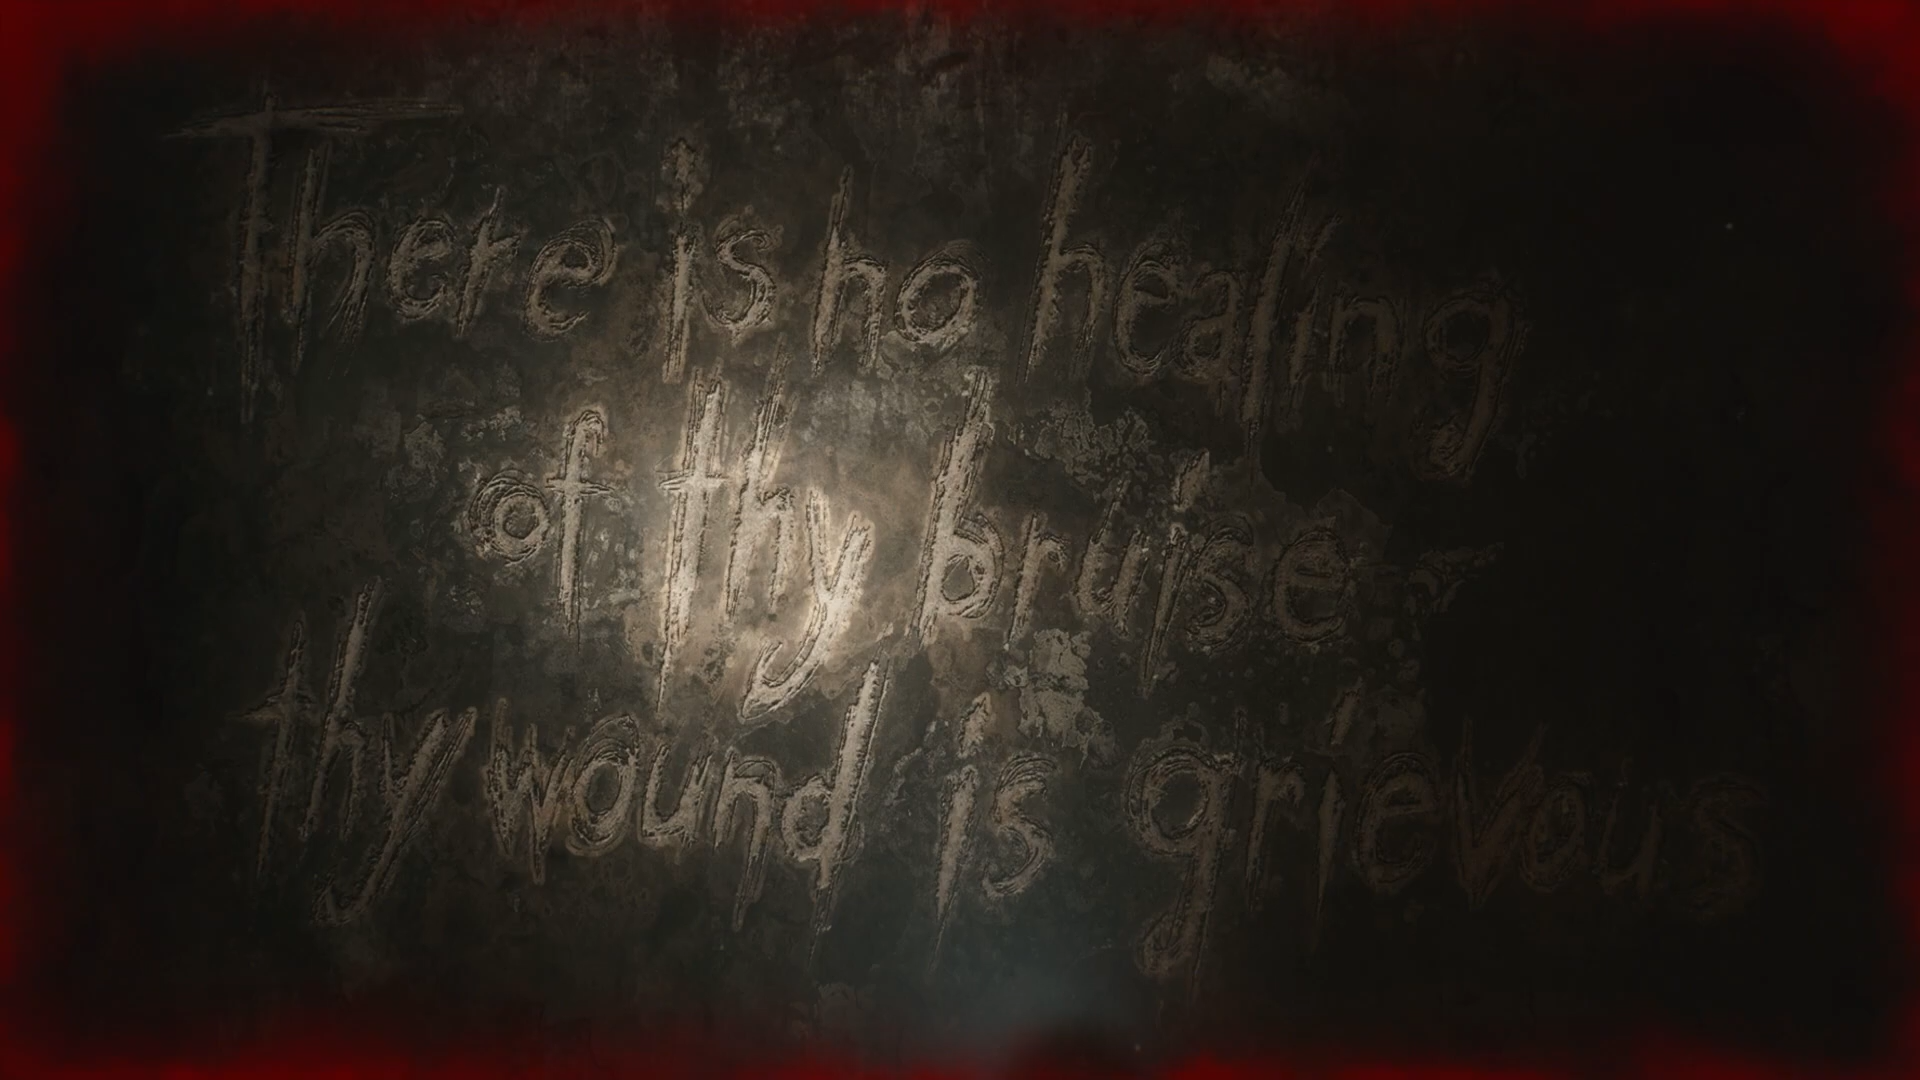 There is no healing
of thy bruise
thy wound is grievous